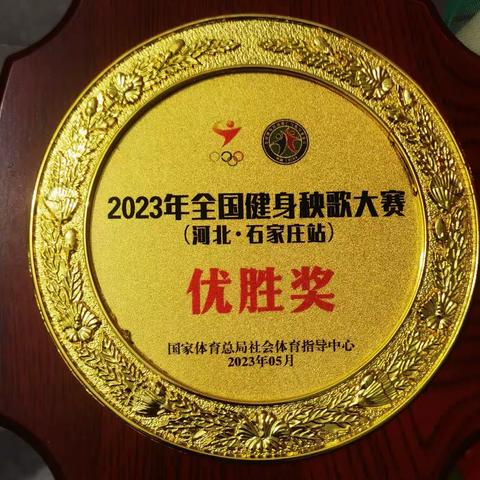 2023年全国健身秧歌大赛
（河北·石家庄站）
优胜奖
国家体育总局社会体育指导中心
2023年05月